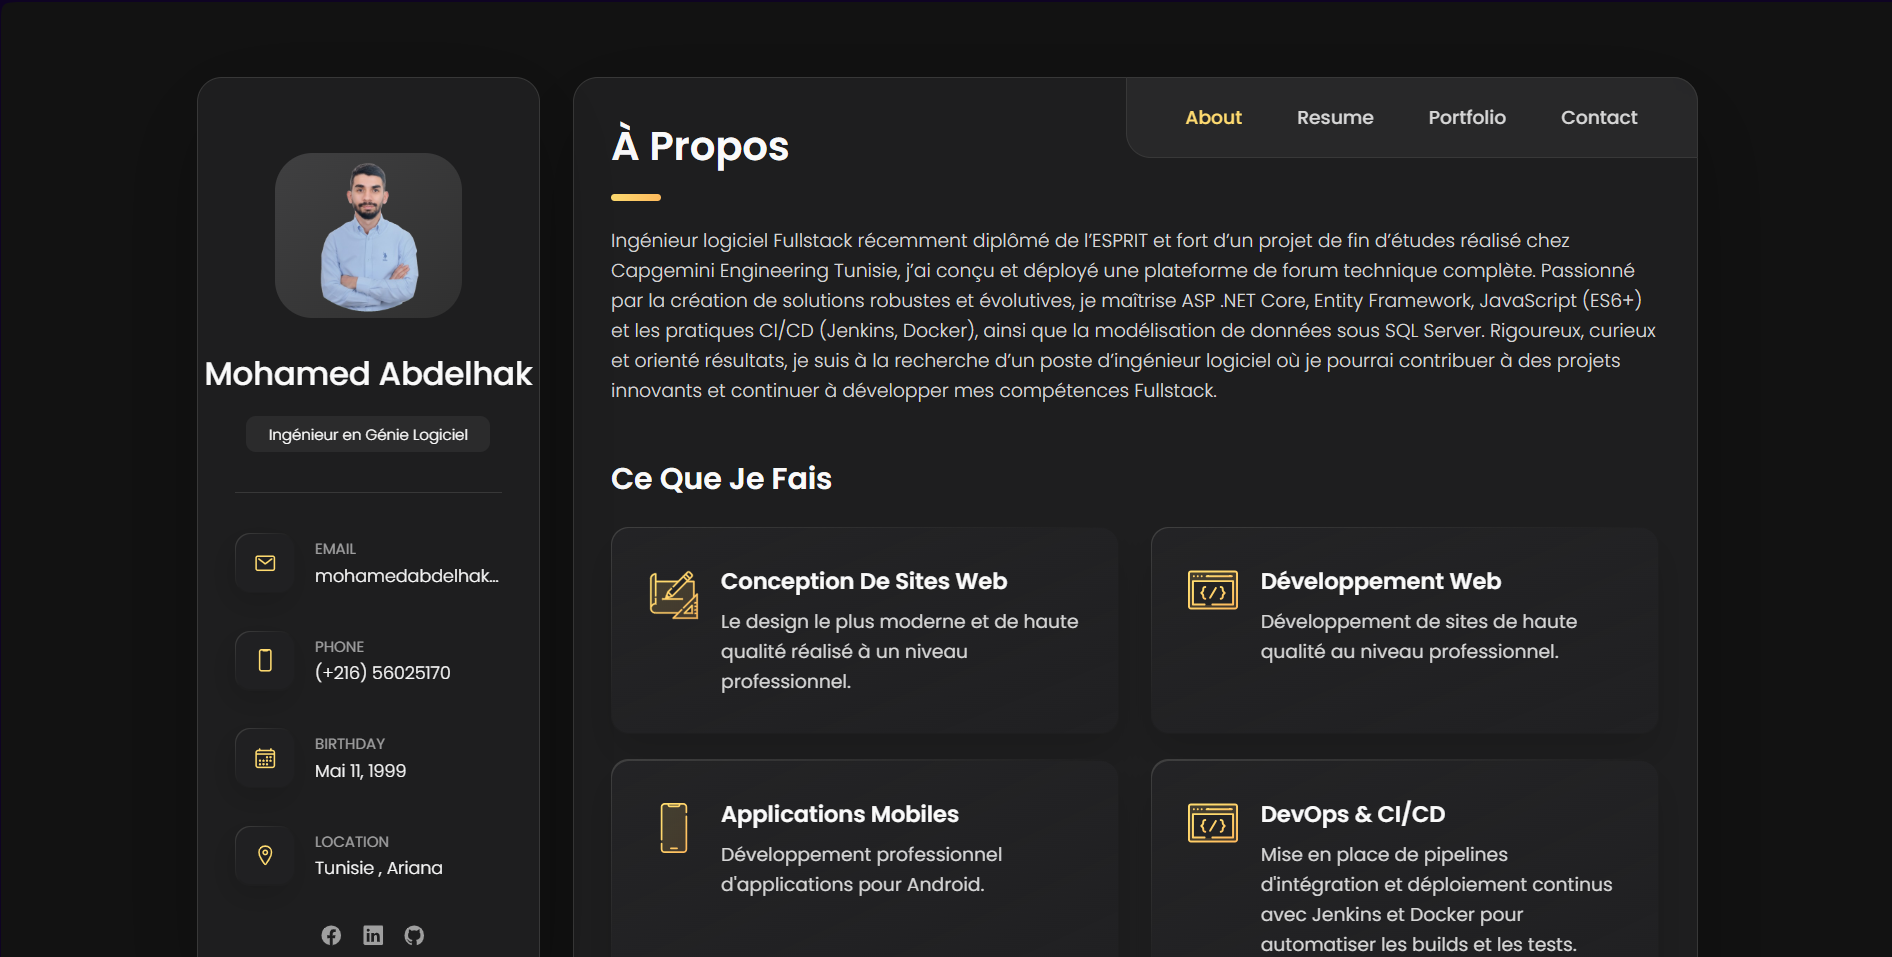 Mohamed Abdelhak
Ingénieur en Génie Logiciel
EMAIL
mohamedabdelhak...
PHONE
(+216) 56025170
BIRTHDAY
Mai 11, 1999
LOCATION
Tunisie , Ariana
About
Resume
Portfolio
Contact
À Propos
Ingénieur logiciel Fullstack récemment diplômé de l’ESPRIT et fort d’un projet de fin d’études réalisé chez
Capgemini Engineering Tunisie, j’ai conçu et déployé une plateforme de forum technique complète. Passionné
par la création de solutions robustes et évolutives, je maîtrise ASP .NET Core, Entity Framework, JavaScript (ES6+)
et les pratiques CI/CD (Jenkins, Docker), ainsi que la modélisation de données sous SQL Server. Rigoureux, curieux
et orienté résultats, je suis à la recherche d’un poste d’ingénieur logiciel où je pourrai contribuer à des projets
innovants et continuer à développer mes compétences Fullstack.
Ce Que Je Fais
Conception De Sites Web
Le design le plus moderne et de haute
qualité réalisé à un niveau
professionnel.
Développement Web
Développement de sites de haute
qualité au niveau professionnel.
Applications Mobiles
Développement professionnel
d'applications pour Android.
DevOps & CI/CD
Mise en place de pipelines
d'intégration et déploiement continus
avec Jenkins et Docker pour
automatiser les builds et les tests.